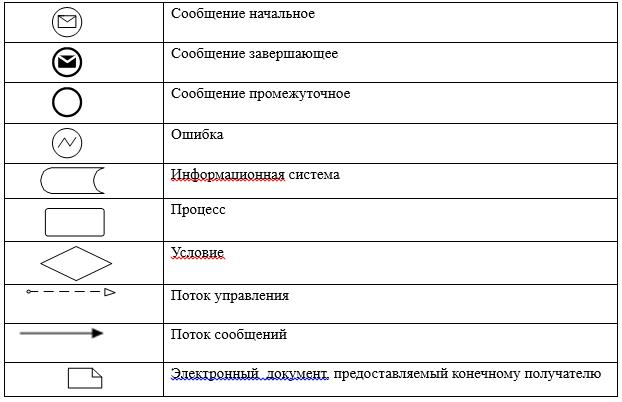 Сообщение начальное
Сообщение завершающее
Сообщение промежуточное
Ошибка
Информационная система
Процесс
Условие
Поток управления
Поток сообщений
Электронный документ, предоставляемый конечному получателю